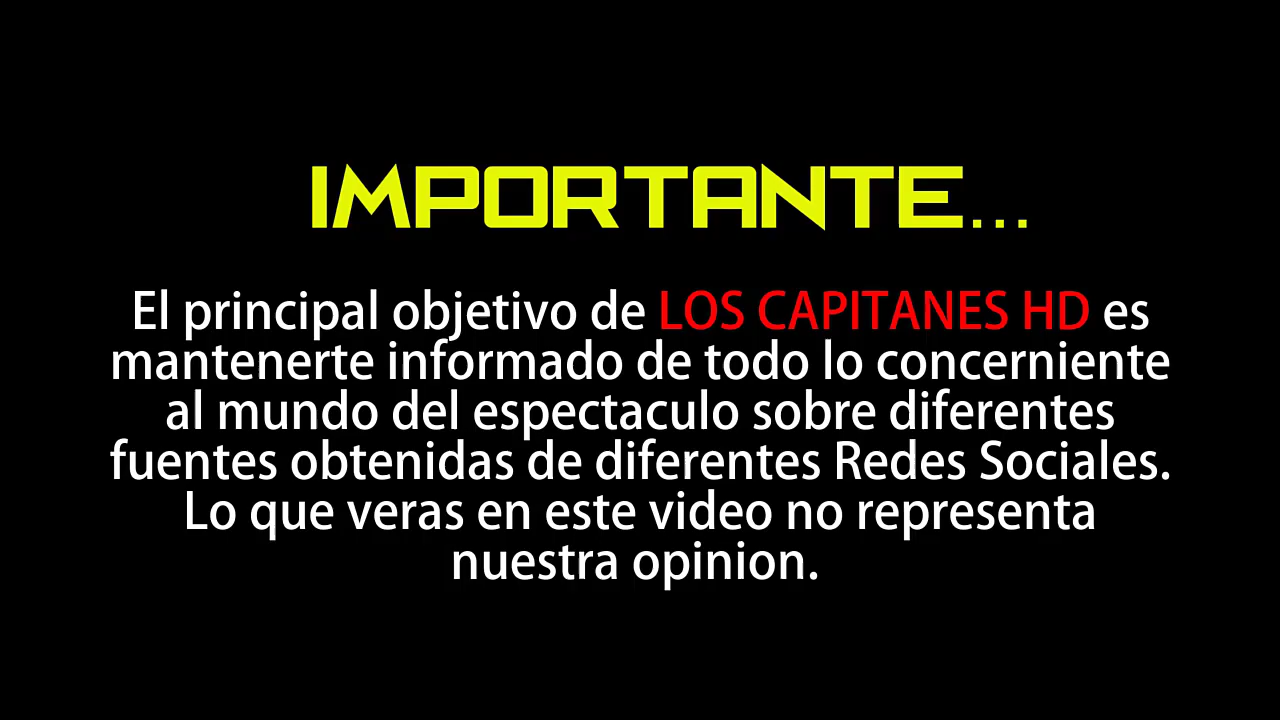 IMPORTANTE...
El principal objetivo de LOS CAPITANES HD es
mantenerte informado de todo lo concerniente
al mundo del espectaculo sobre diferentes
fuentes obtenidas de diferentes Redes Sociales.
Lo que veras en este video no representa
nuestra opinion.